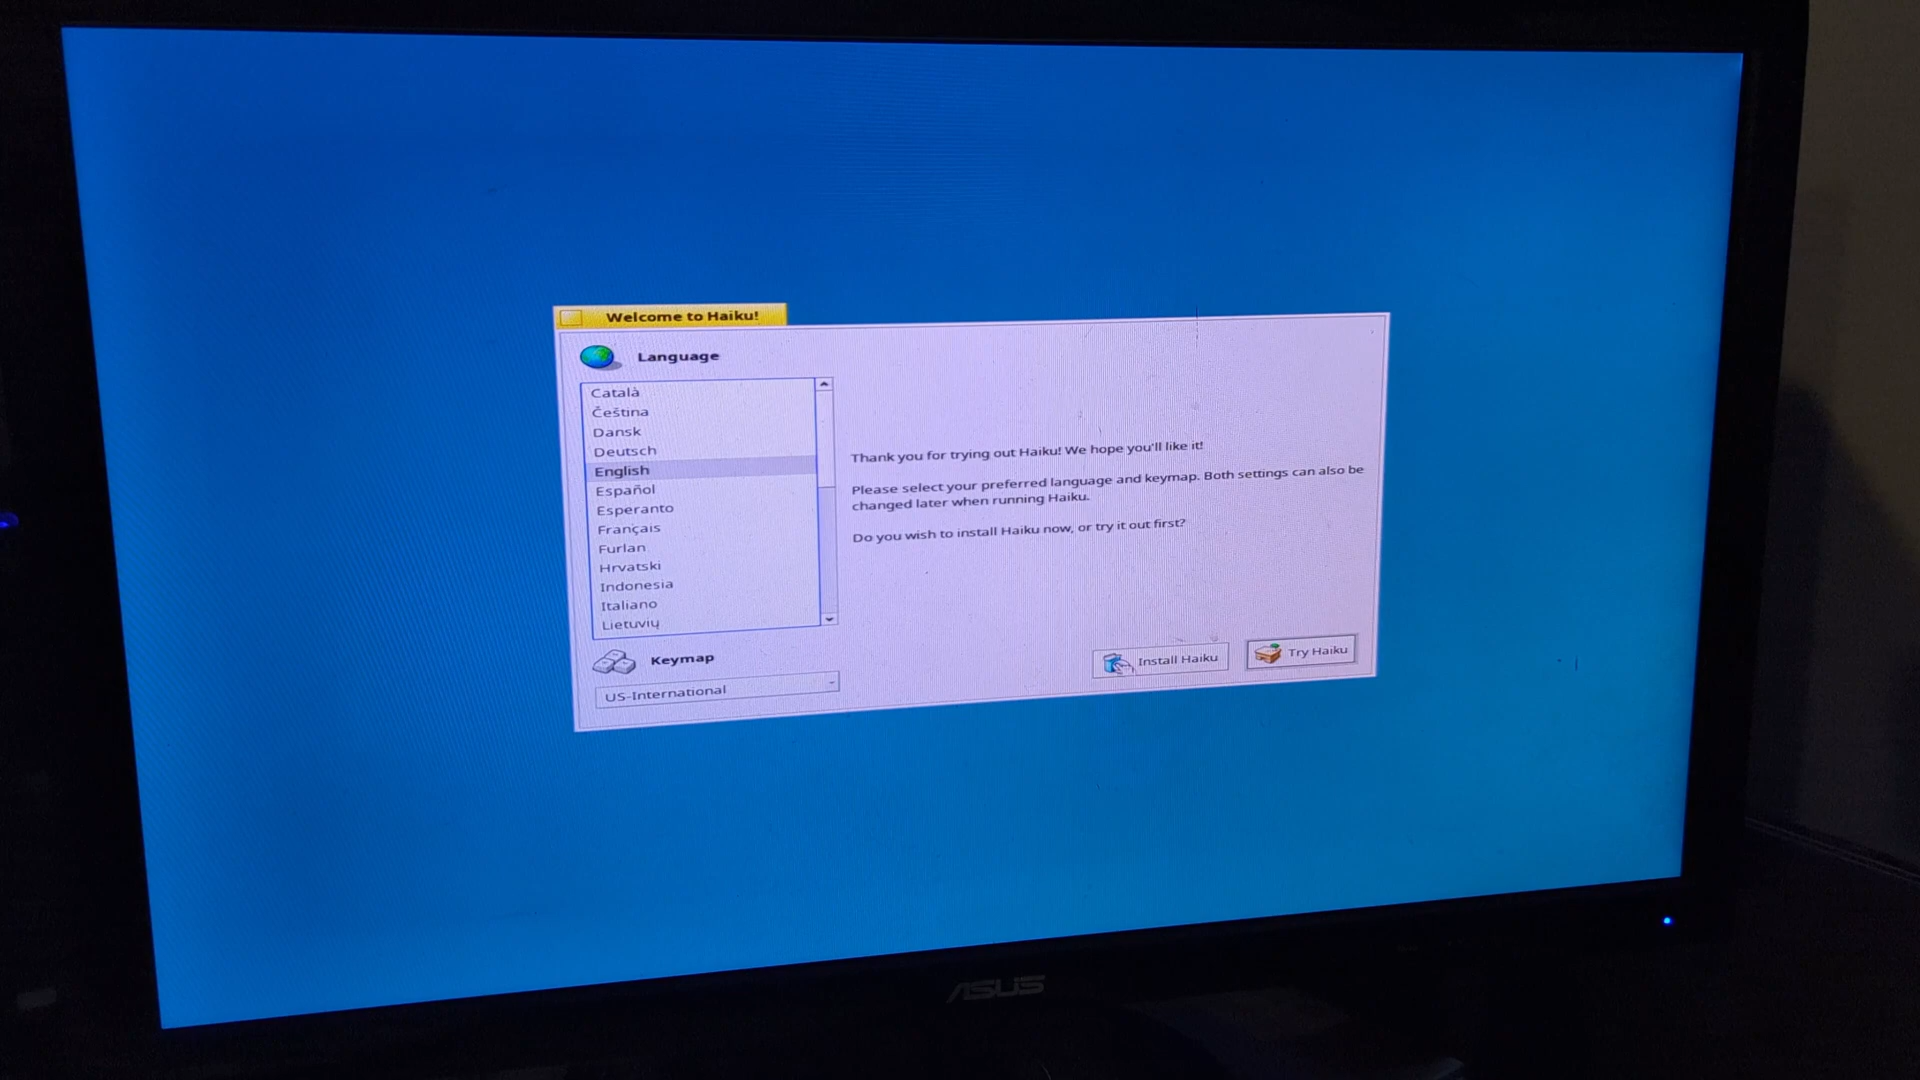 Welcome to Haiku!
Language
Català
Čeština
Dansk
Deutsch
English
Español
Esperanto
Français
Furlan
Hrvatski
Indonesia
Italiano
Lietuvių
Thank you for trying out Haiku! We hope you'll like it!
Please select your preferred language and keymap. Both settings can also be
changed later when running Haiku.
Do you wish to install Haiku now, or try it out first?
Keymap
US-International
Install Haiku
Try Haiku
ASUS